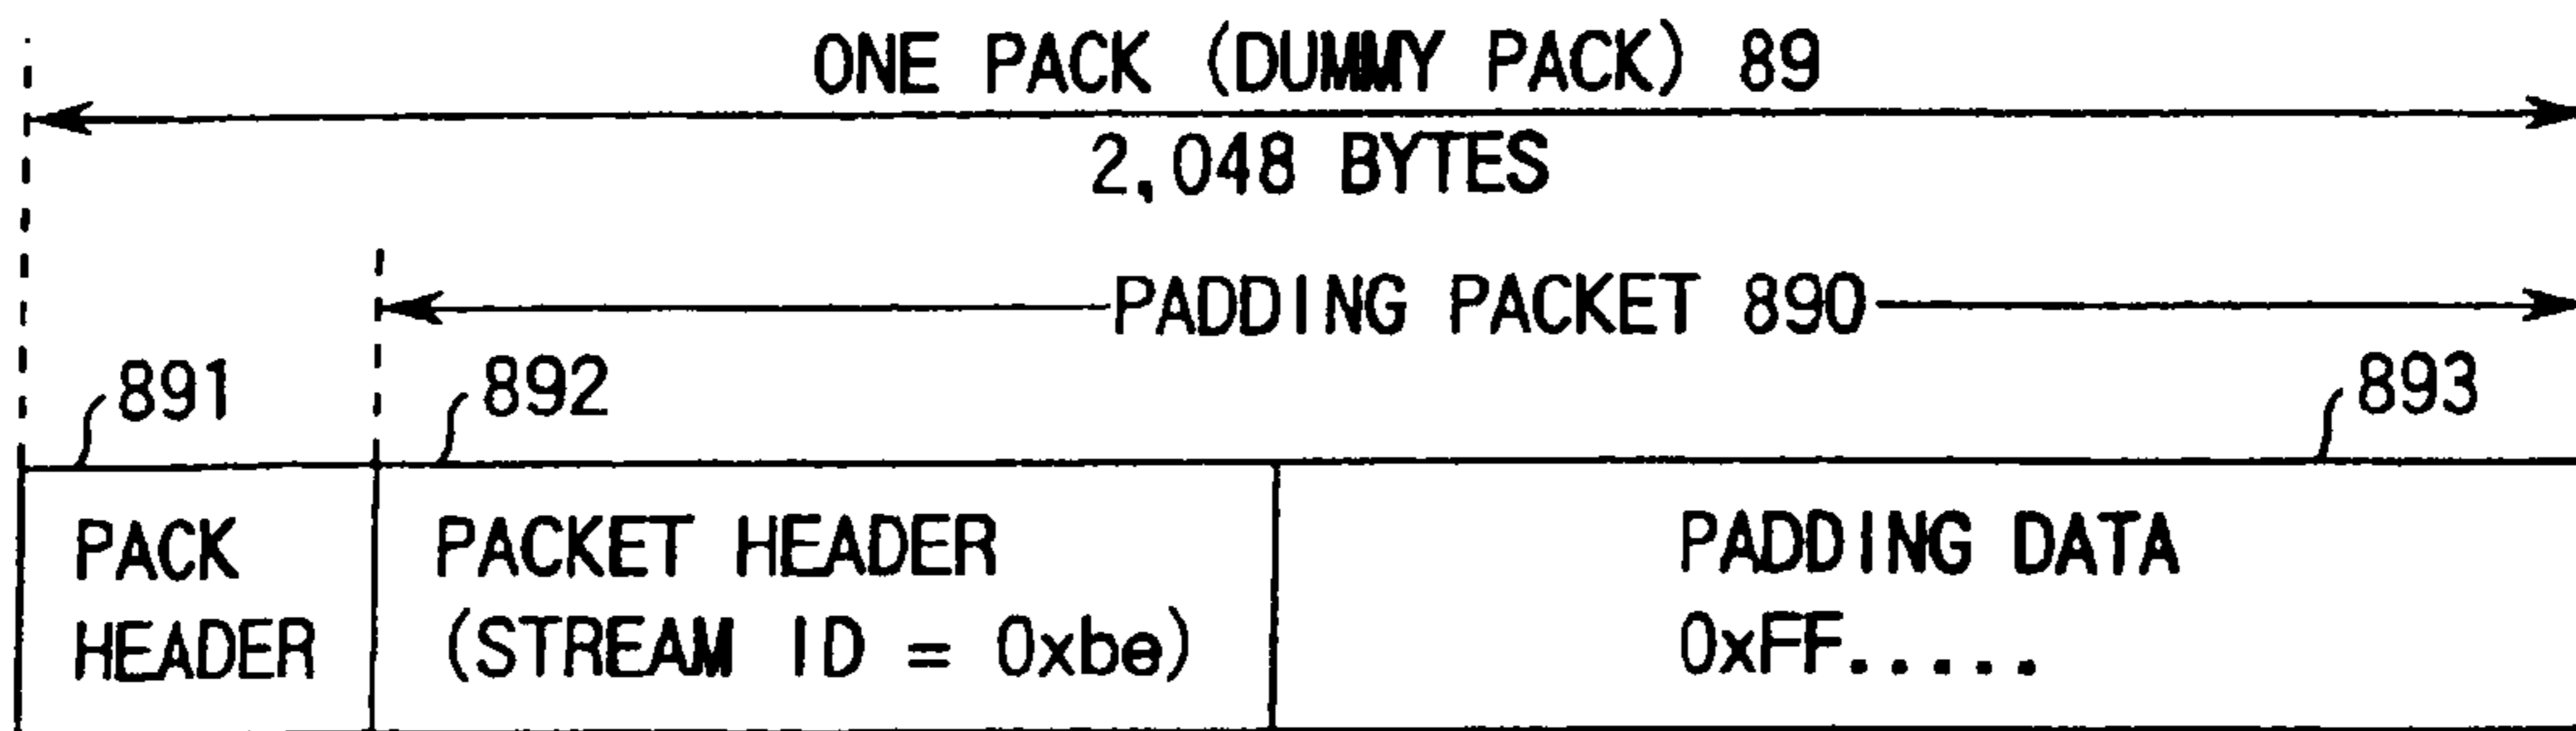 ONE PACK (DUMMY PACK) 89
2,048 BYTES
PADDING PACKET 890
891
892
893
PACK
HEADER
PACKET HEADER
(STREAM ID = 0xbe)
PADDING DATA
0xFF.....